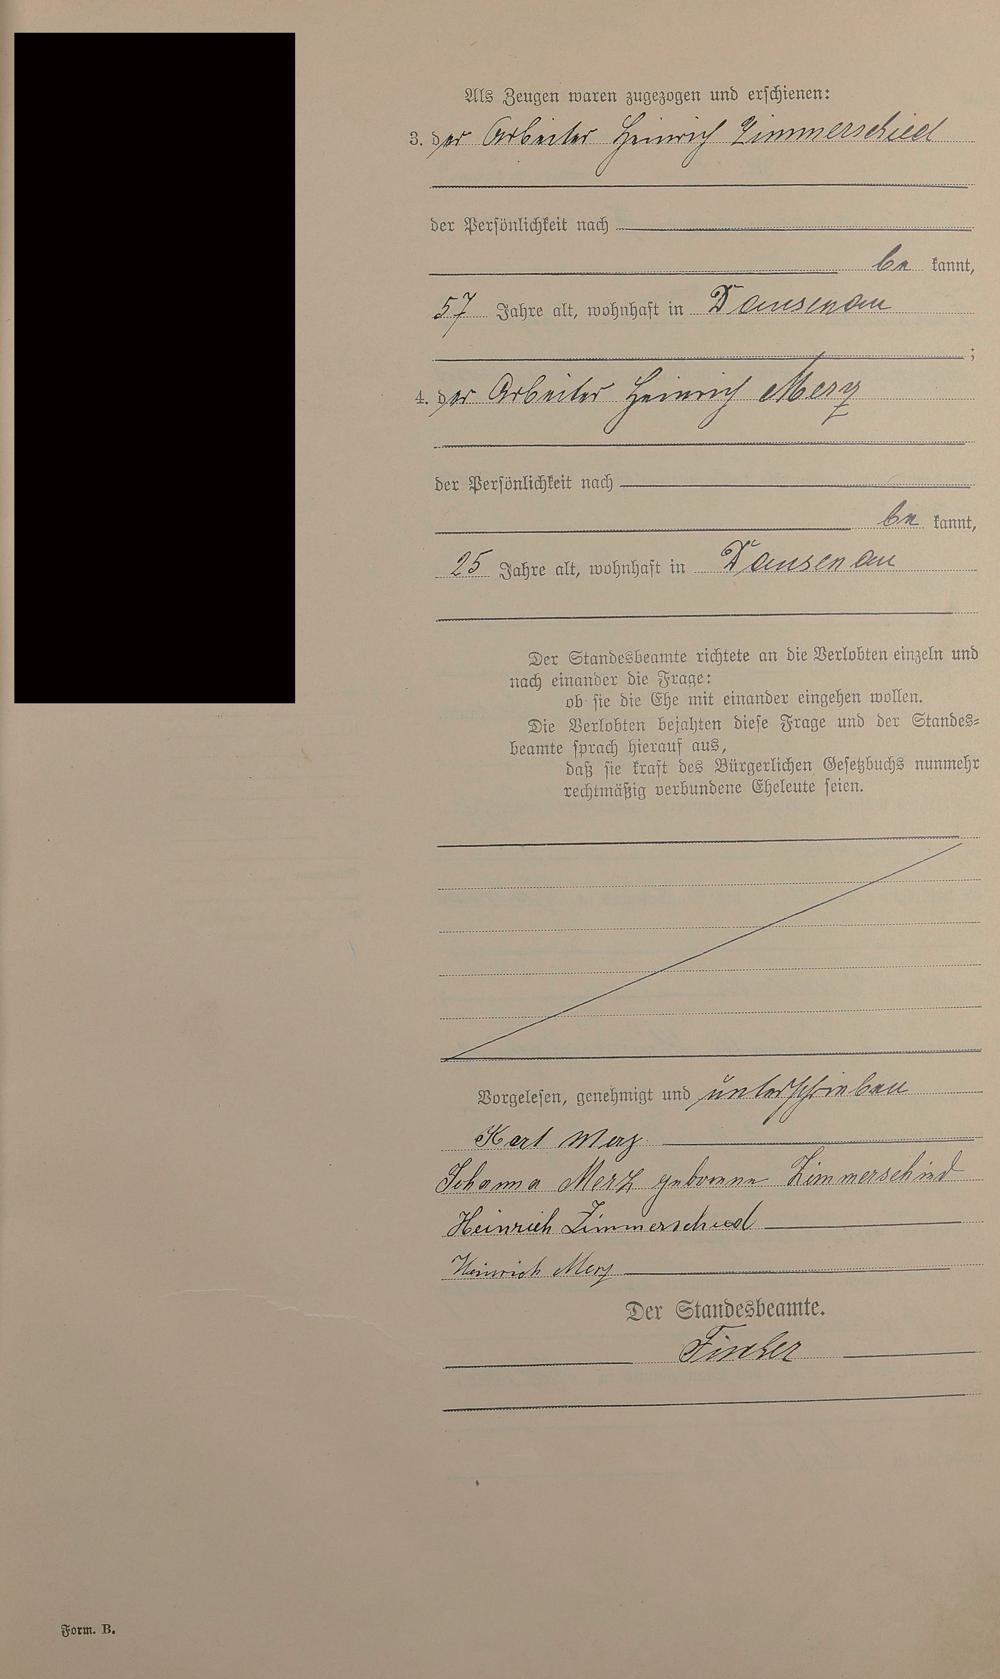 Als Zeugen waren zugezogen und erschienen:
3. der Arbeiter Heinrich Zimmerschied
der Persönlichkeit nach
be kannt,
57 Jahre alt, wohnhaft in Dausenau
;
4. der Arbeiter Heinrich Merz
der Persönlichkeit nach
be kannt,
25 Jahre alt, wohnhaft in Dausenau
Der Standesbeamte richtete an die Verlobten einzeln und
nach einander die Frage:
ob sie die Ehe mit einander eingehen wollen.
Die Verlobten bejahten diese Frage und der Standes=
beamte sprach hierauf aus,
daß sie kraft des Bürgerlichen Gesetzbuchs nunmehr
rechtmäßig verbundene Eheleute seien.
Vorgelesen, genehmigt und unterschrieben
Karl Merz
Johanna Merz geborene Zimmerschied
Heinrich Zimmerschied
Heinrich Merz
Der Standesbeamte.
Fischer
Form. B.